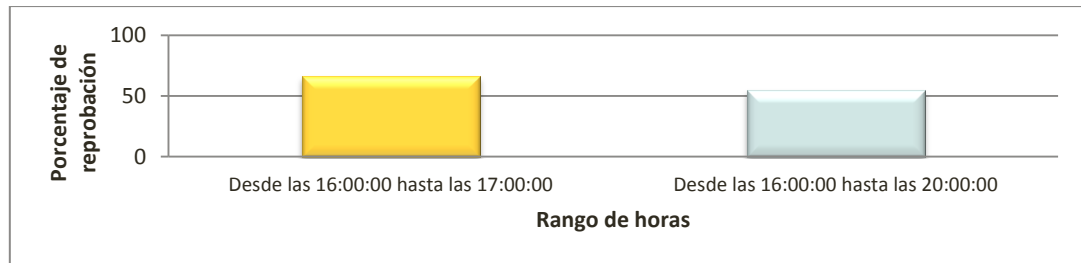 Porcentaje de
reprobación
100
50
0
Desde las 16:00:00 hasta las 17:00:00
Desde las 16:00:00 hasta las 20:00:00
Rango de horas